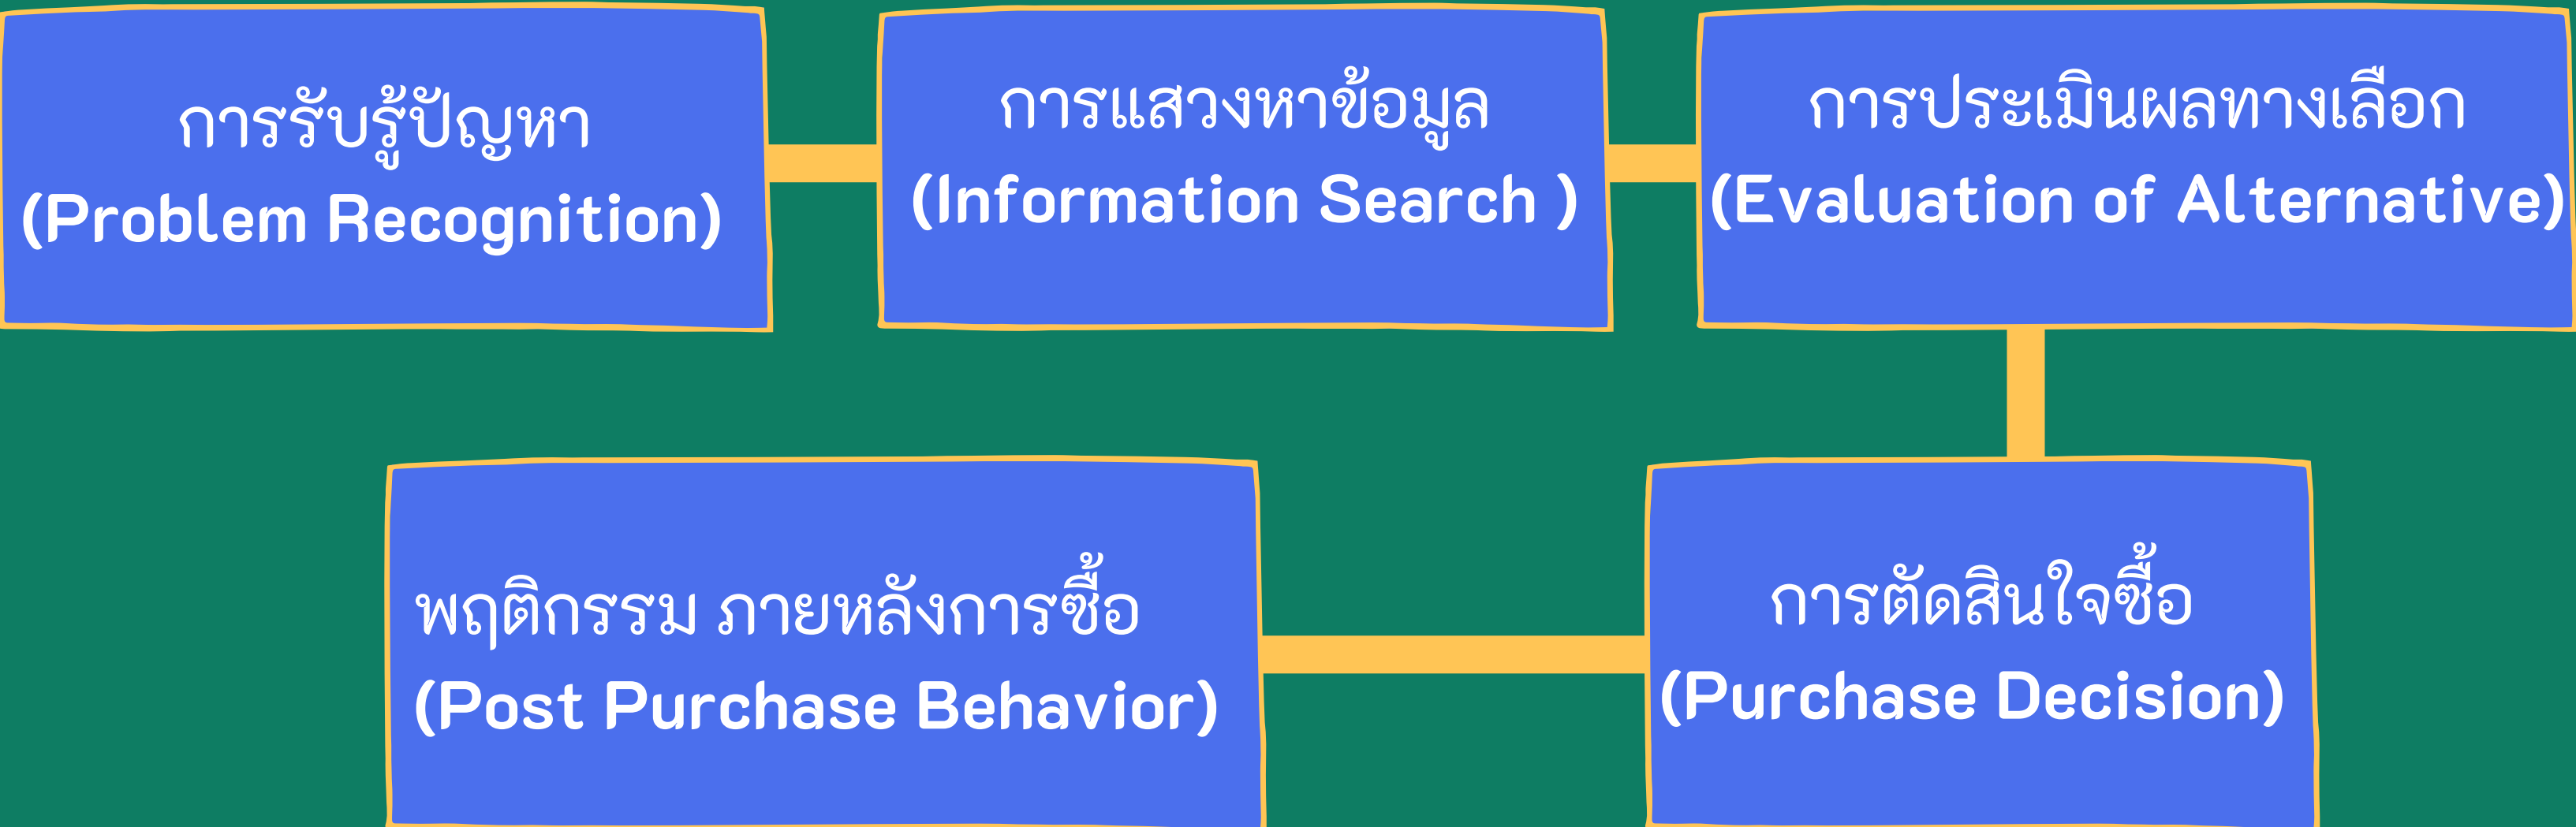 การรับรู้ปัญหา
(Problem Recognition)
การแสวงหาข้อมูล
(Information Search )
การประเมินผลทางเลือก
(Evaluation of Alternative)
การตัดสินใจซื้อ
(Purchase Decision)
พฤติกรรม ภายหลังการซื้อ
(Post Purchase Behavior)